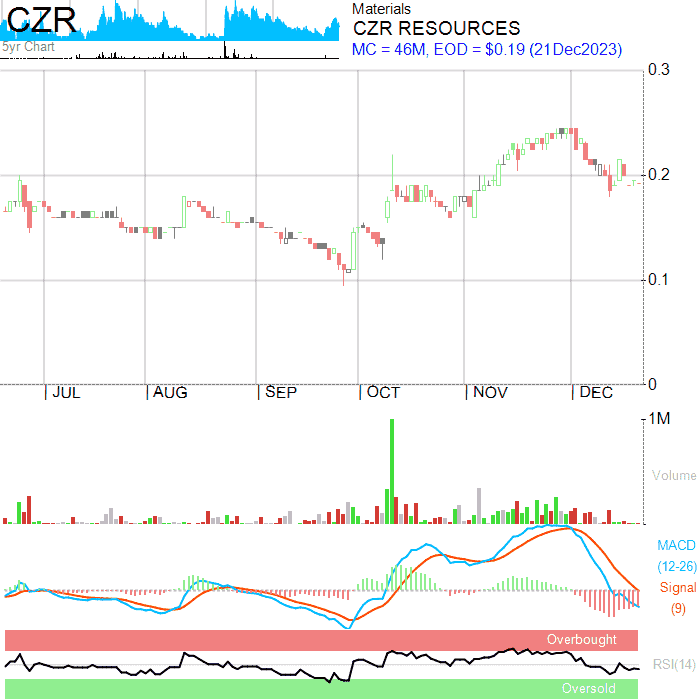 CZR
5yr Chart
Materials
CZR RESOURCES
MC = 46M, EOD = $0.19 (21Dec2023)
0.3
0.2
0.1
0
JUL
AUG
SEP
OCT
NOV
DEC
1M
Volume
MACD
(12-26)
Signal
(9)
Overbought
RSI(14)
Oversold